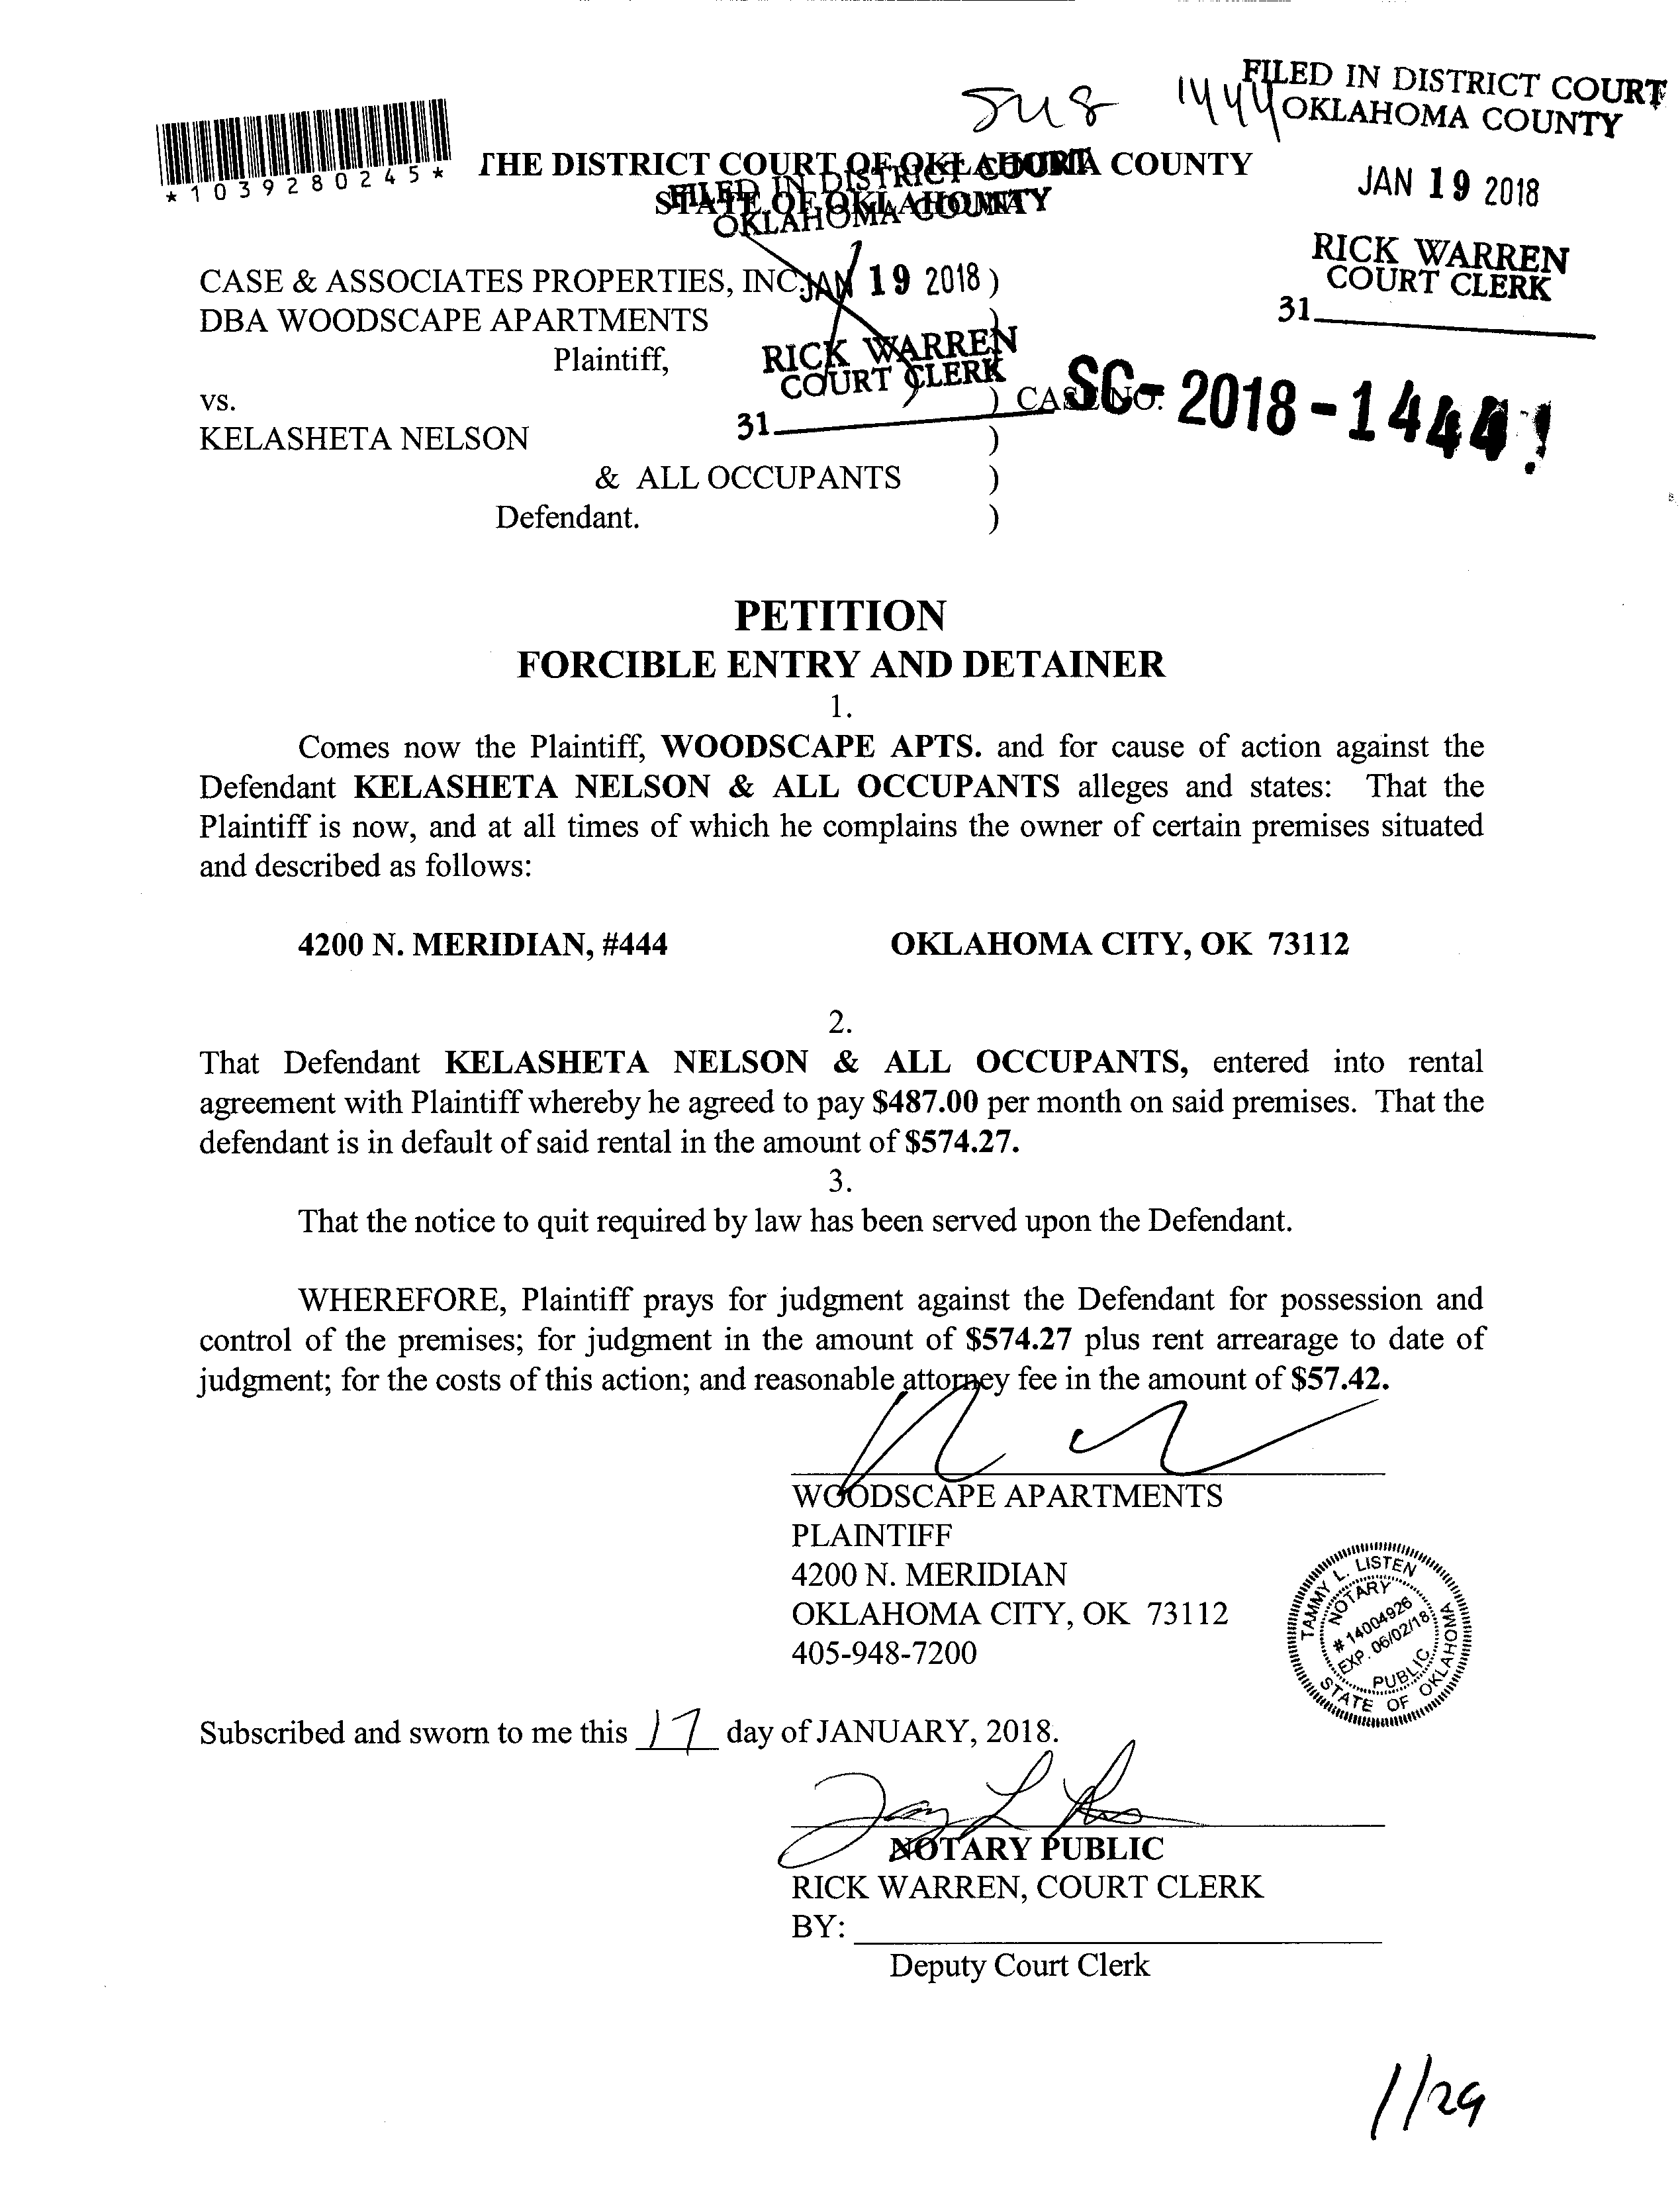 1444
FILED IN DISTRICT COURT
OKLAHOMA COUNTY
JAN 19 2018
RICK WARREN
COURT CLERK
31
*1039280245*
THE DISTRICT COURT OF OKLAHOMA COUNTY
STATE OF OKLAHOMA
FILED IN DISTRICT COURT
OKLAHOMA COUNTY
CASE & ASSOCIATES PROPERTIES, INC. JAN 19 2018 )
DBA WOODSCAPE APARTMENTS )
Plaintiff,
RICK WARREN
COURT CLERK
vs. ) CASE NO. SC-2018-1444
31
KELASHETA NELSON )
& ALL OCCUPANTS )
Defendant. )
PETITION
FORCIBLE ENTRY AND DETAINER
1.
Comes now the Plaintiff, WOODSCAPE APTS. and for cause of action against the
Defendant KELASHETA NELSON & ALL OCCUPANTS alleges and states: That the
Plaintiff is now, and at all times of which he complains the owner of certain premises situated
and described as follows:
4200 N. MERIDIAN, #444 OKLAHOMA CITY, OK 73112
2.
That Defendant KELASHETA NELSON & ALL OCCUPANTS, entered into rental
agreement with Plaintiff whereby he agreed to pay $487.00 per month on said premises. That the
defendant is in default of said rental in the amount of $574.27.
3.
That the notice to quit required by law has been served upon the Defendant.
WHEREFORE, Plaintiff prays for judgment against the Defendant for possession and
control of the premises; for judgment in the amount of $574.27 plus rent arrearage to date of
judgment; for the costs of this action; and reasonable attorney fee in the amount of $57.42.
WOODSCAPE APARTMENTS
PLAINTIFF
4200 N. MERIDIAN
OKLAHOMA CITY, OK 73112
405-948-7200
TAMMY L. LISTEN
NOTARY
# 14004926
EXP. 06/02/18
PUBLIC
STATE OF OKLAHOMA
Subscribed and sworn to me this 17 day of JANUARY, 2018.
NOTARY PUBLIC
RICK WARREN, COURT CLERK
BY:
Deputy Court Clerk
1/29